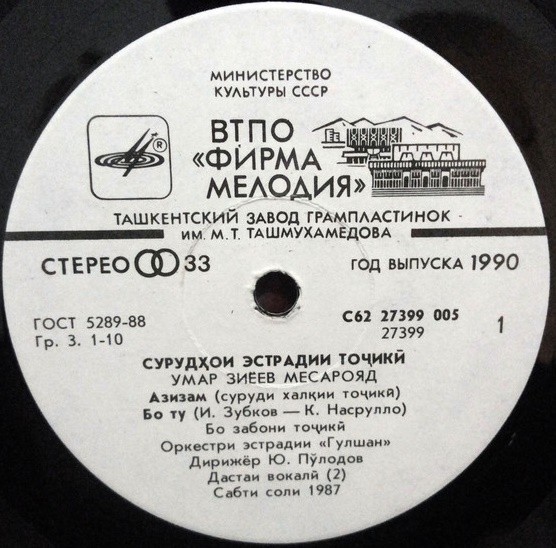 МИНИСТЕРСТВО
КУЛЬТУРЫ СССР
ВТПО
«ФИРМА
МЕЛОДИЯ»
®
ТАШКЕНТСКИЙ ЗАВОД ГРАМПЛАСТИНОК
ИМ. М. Т. ТАШМУХАМЕДОВА
СТЕРЕО 33
ГОД ВЫПУСКА 1990
ГОСТ 5289-88
Гр. 3. 1-10
С62 27399 005
27399
1
СУРУДҲОИ ЭСТРАДИИ ТОҶИКӢ
УМАР ЗИЁЕВ МЕСАРОЯД
Азизам (суруди халқии тоҷикӣ)
Бо ту (И. Зубков — К. Насрулло)
Бо забони тоҷикӣ
Оркестри эстрадии «Гулшан»
Дирижёр Ю. Пӯлодов
Дастаи вокалӣ (2)
Сабти соли 1987